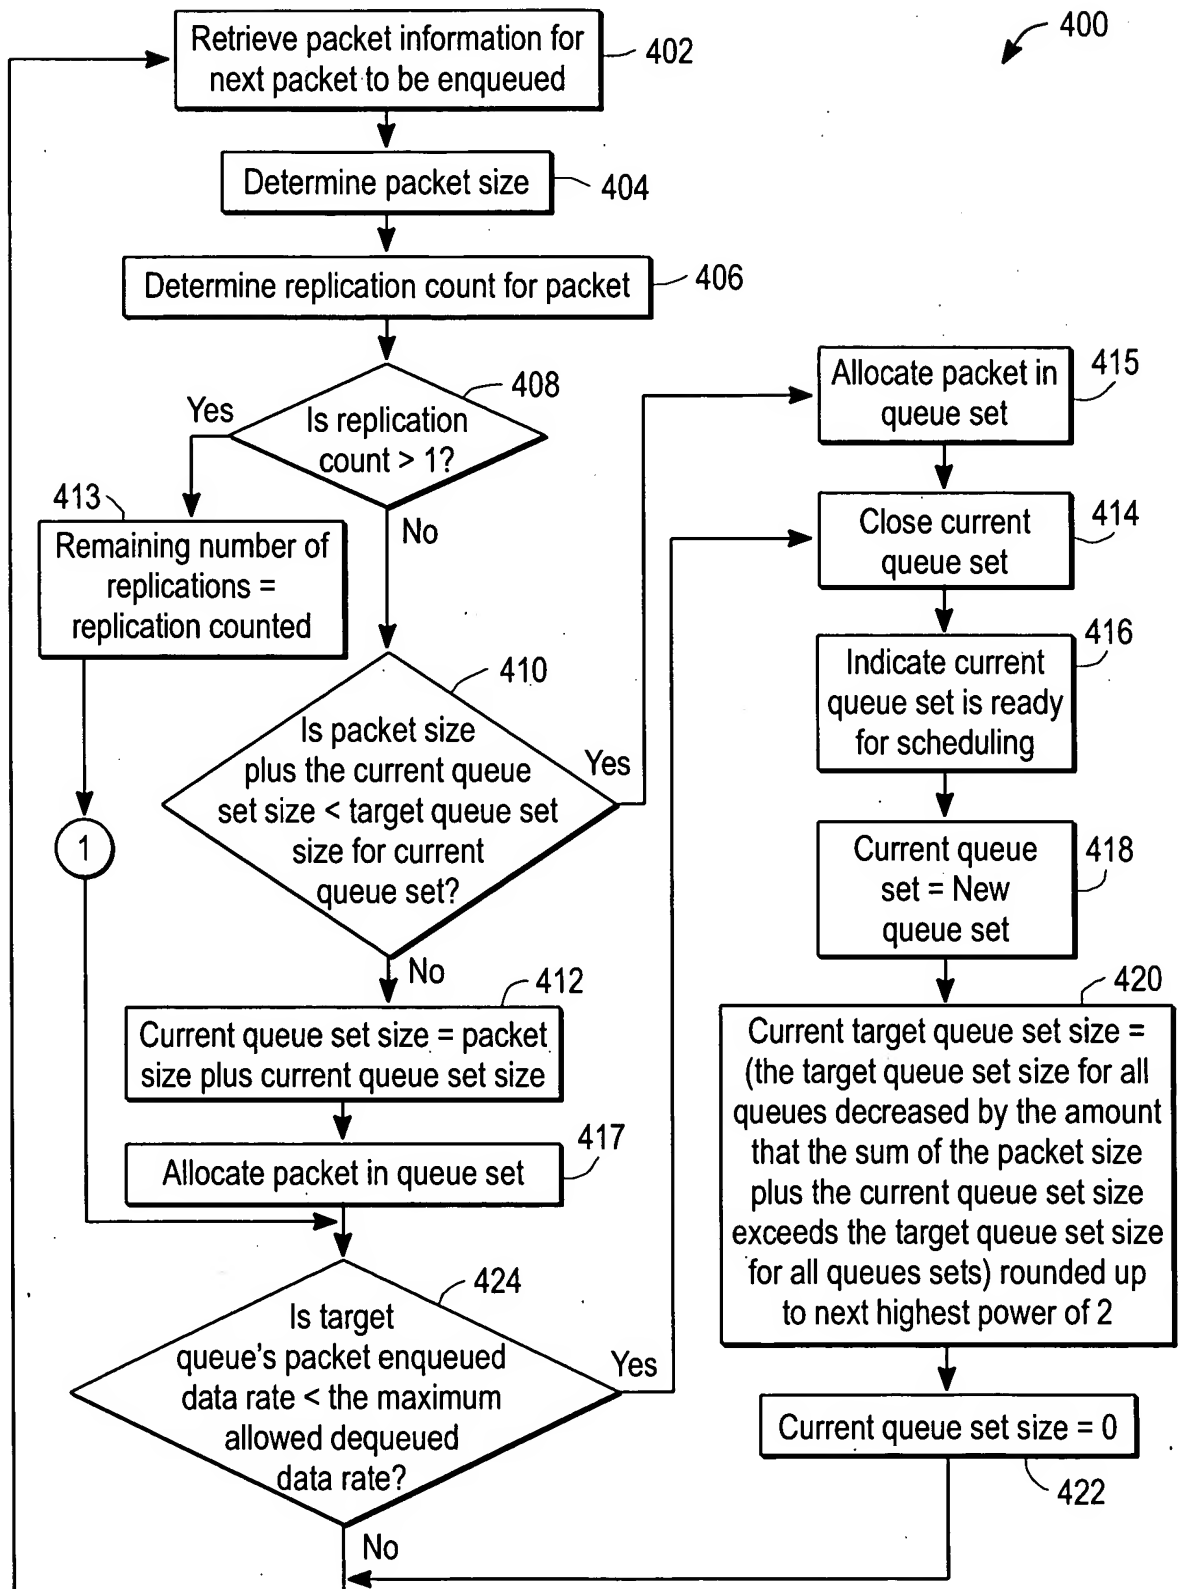 400
Retrieve packet information for
next packet to be enqueued
402
Determine packet size
404
Determine replication count for packet
406
408
Yes
Is replication
count > 1?
No
413
Remaining number of
replications =
replication counted
1
410
Is packet size
plus the current queue
set size < target queue set
size for current
queue set?
Yes
No
412
Current queue set size = packet
size plus current queue set size
417
Allocate packet in queue set
424
Is target
queue's packet enqueued
data rate < the maximum
allowed dequeued
data rate?
Yes
No
Allocate packet in
queue set
415
Close current
queue set
414
Indicate current
queue set is ready
for scheduling
416
Current queue
set = New
queue set
418
420
Current target queue set size =
(the target queue set size for all
queues decreased by the amount
that the sum of the packet size
plus the current queue set size
exceeds the target queue set size
for all queues sets) rounded up
to next highest power of 2
Current queue set size = 0
422